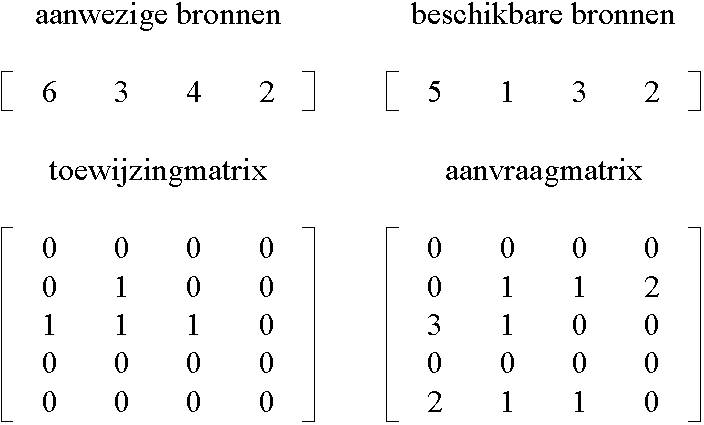 aanwezige bronnen beschikbare bronnen
6 3 4 2 5 1 3 2
toewijzingmatrix aanvraagmatrix
0 0 0 0 0 0 0 0
0 1 0 0 0 1 1 2
1 1 1 0 3 1 0 0
0 0 0 0 0 0 0 0
0 0 0 0 2 1 1 0